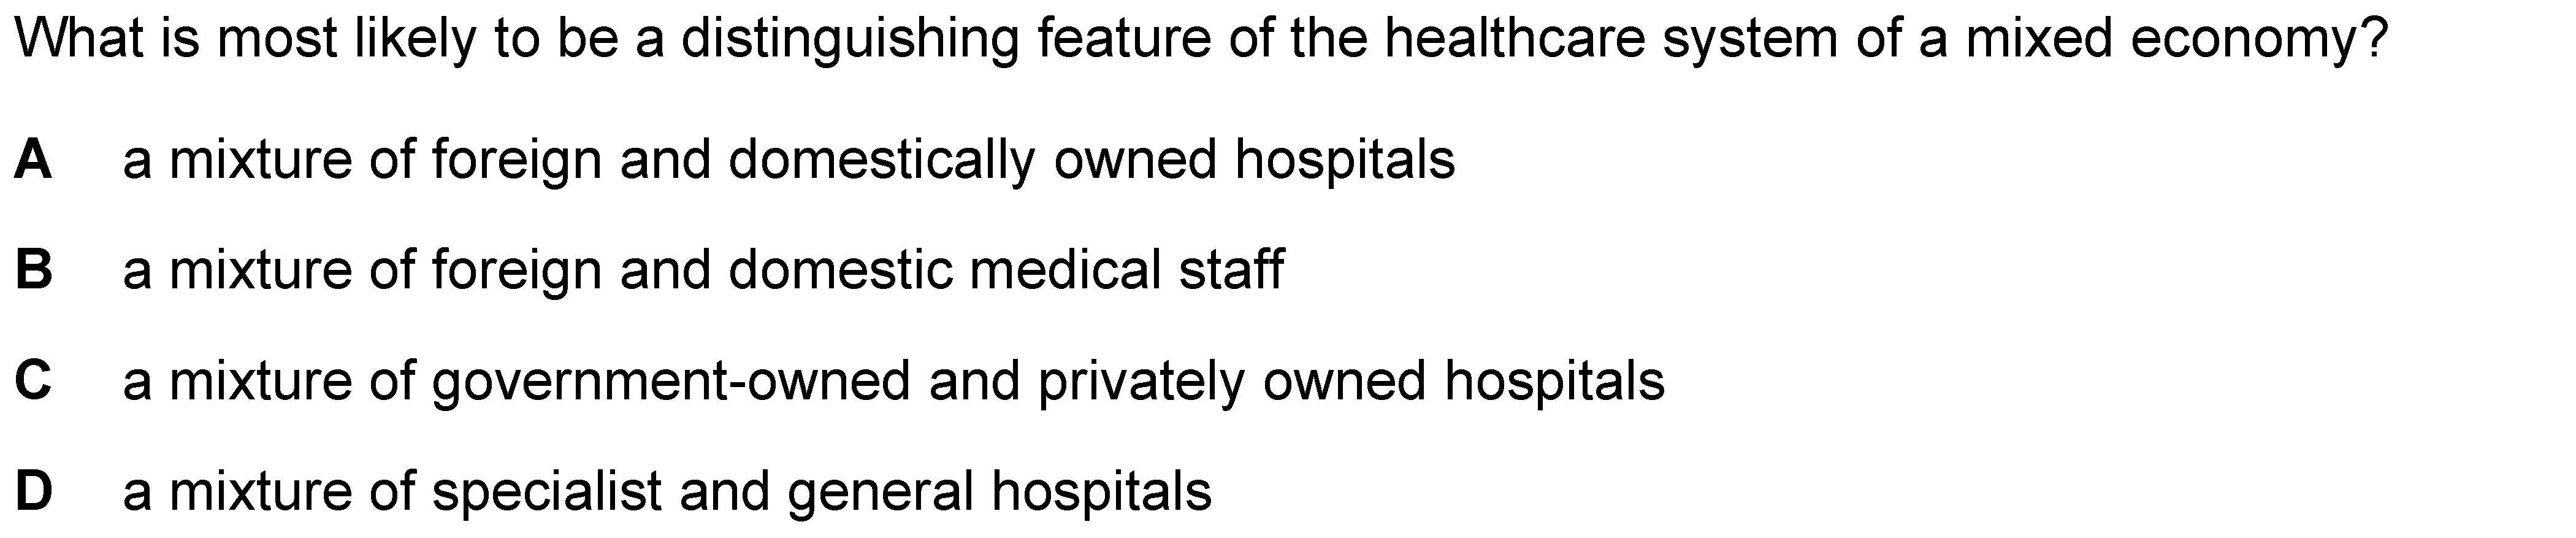 What is most likely to be a distinguishing feature of the healthcare system of a mixed economy?
A a mixture of foreign and domestically owned hospitals
B a mixture of foreign and domestic medical staff
C a mixture of government-owned and privately owned hospitals
D a mixture of specialist and general hospitals